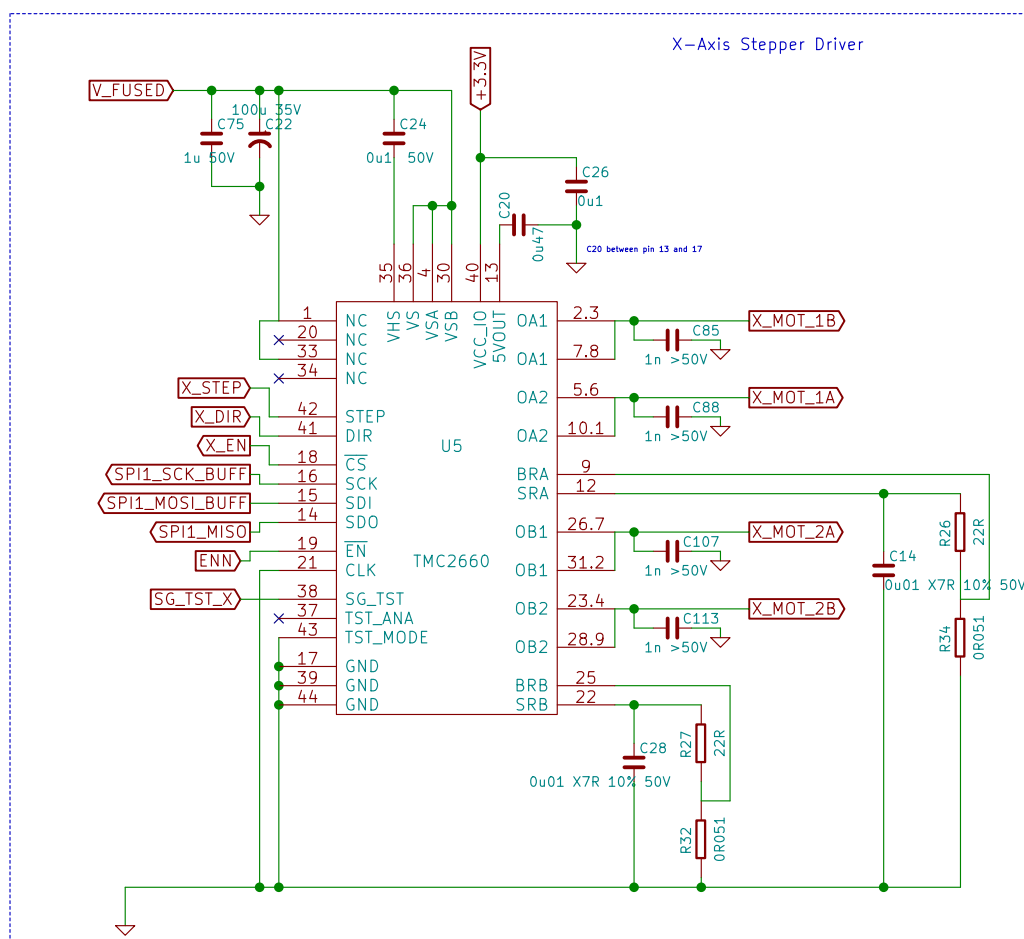 X-Axis Stepper Driver
V_FUSED
+3.3V
100u 35V
C75
C22
1u 50V
C24
0u1 50V
C26
0u1
C20
0u47
C20 between pin 13 and 17
35
36
4
30
40
13
VHS
VS
VSA
VSB
VCC_IO
5VOUT
1 NC
20 NC
33 NC
34 NC
X_STEP
42 STEP
X_DIR
41 DIR
X_EN
18 CS
SPI1_SCK_BUFF
16 SCK
SPI1_MOSI_BUFF
15 SDI
SPI1_MISO
14 SDO
ENN
19 EN
21 CLK
SG_TST_X
38 SG_TST
37 TST_ANA
43 TST_MODE
17 GND
39 GND
44 GND
U5
TMC2660
OA1 2.3
X_MOT_1B
C85
1n >50V
OA1 7.8
OA2 5.6
X_MOT_1A
C88
1n >50V
OA2 10.1
BRA 9
SRA 12
OB1 26.7
X_MOT_2A
C107
1n >50V
OB1 31.2
OB2 23.4
X_MOT_2B
C113
1n >50V
OB2 28.9
BRB 25
SRB 22
R26
22R
C14
0u01 X7R 10% 50V
R34
0R051
R27
22R
C28
0u01 X7R 10% 50V
R32
0R051